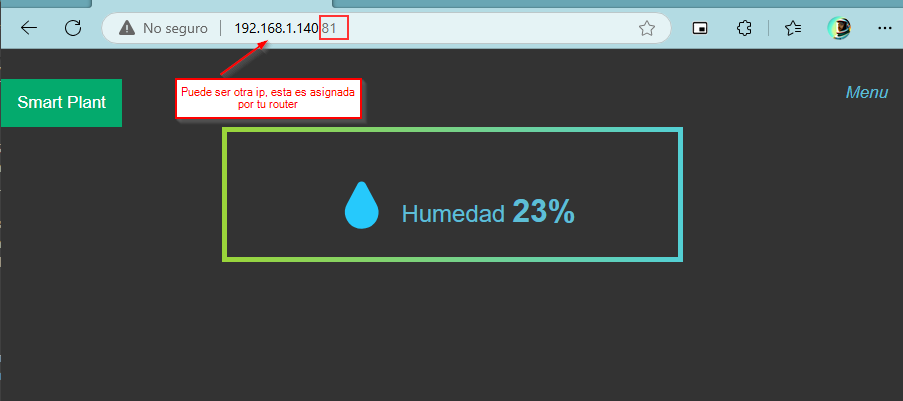 No seguro
192.168.1.140:81
Puede ser otra ip, esta es asignada
por tu router
Smart Plant
Menu
Humedad 23%